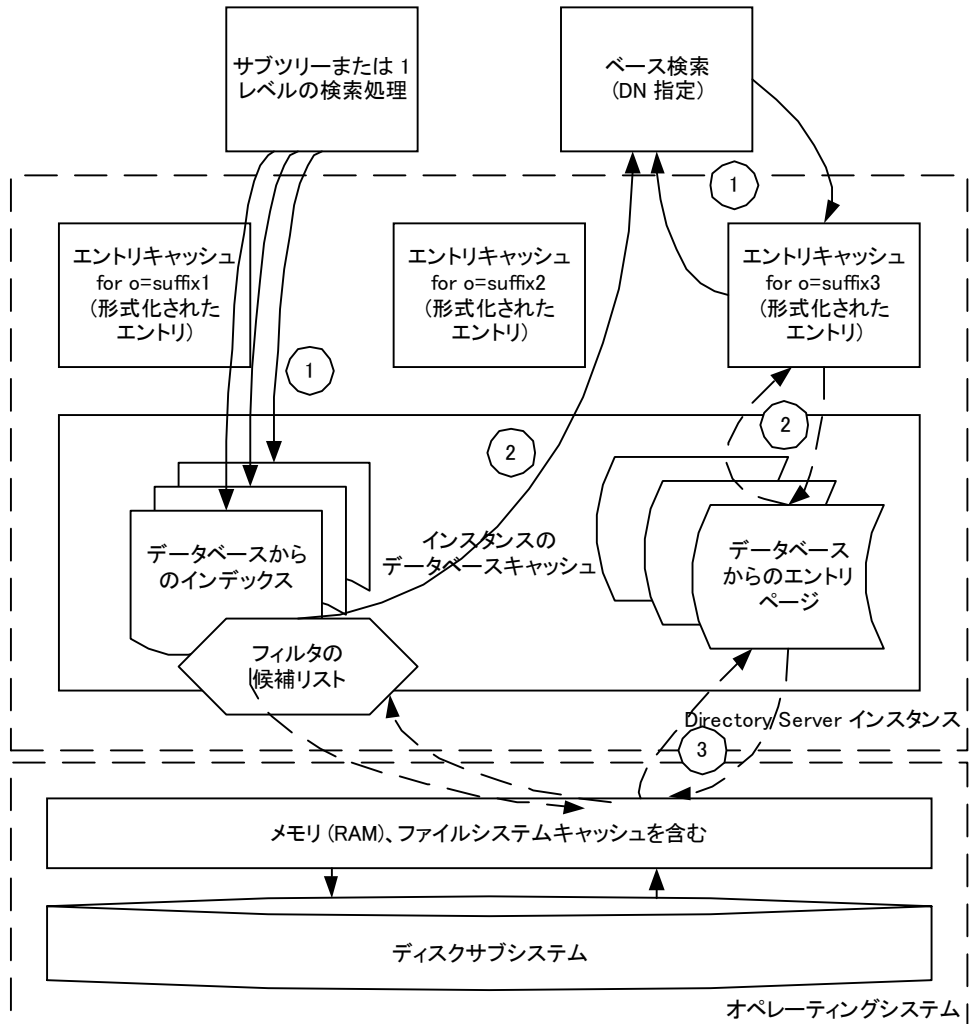 サブツリーまたは 1
レベルの検索処理
ベース検索
(DN 指定)
1
エントリキャッシュ
for o=suffix1
(形式化された
エントリ)
エントリキャッシュ
for o=suffix2
(形式化された
エントリ)
エントリキャッシュ
for o=suffix3
(形式化された
エントリ)
1
2
2
データベースから
のインデックス
インスタンスの
データベースキャッシュ
データベース
からのエントリ
ページ
フィルタの
候補リスト
Directory Server インスタンス
3
メモリ (RAM)、ファイルシステムキャッシュを含む
ディスクサブシステム
オペレーティングシステム